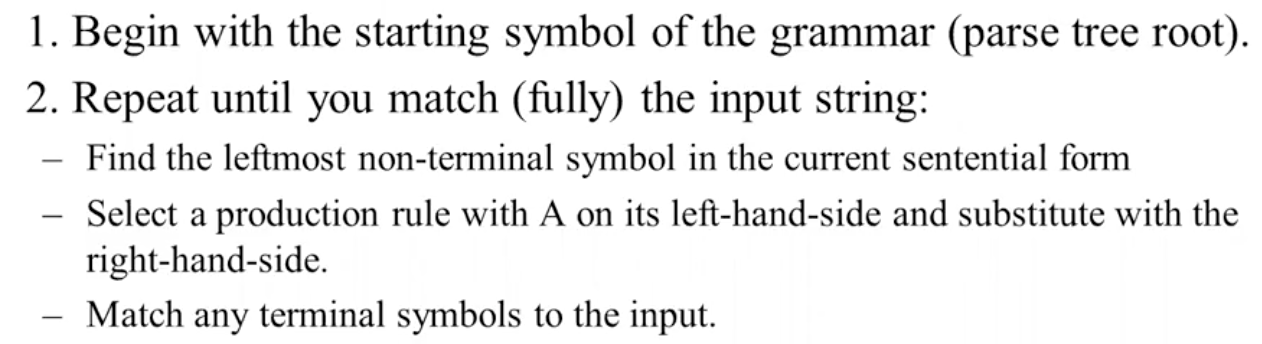 1. Begin with the starting symbol of the grammar (parse tree root).
2. Repeat until you match (fully) the input string:
– Find the leftmost non-terminal symbol in the current sentential form
– Select a production rule with A on its left-hand-side and substitute with the
right-hand-side.
– Match any terminal symbols to the input.